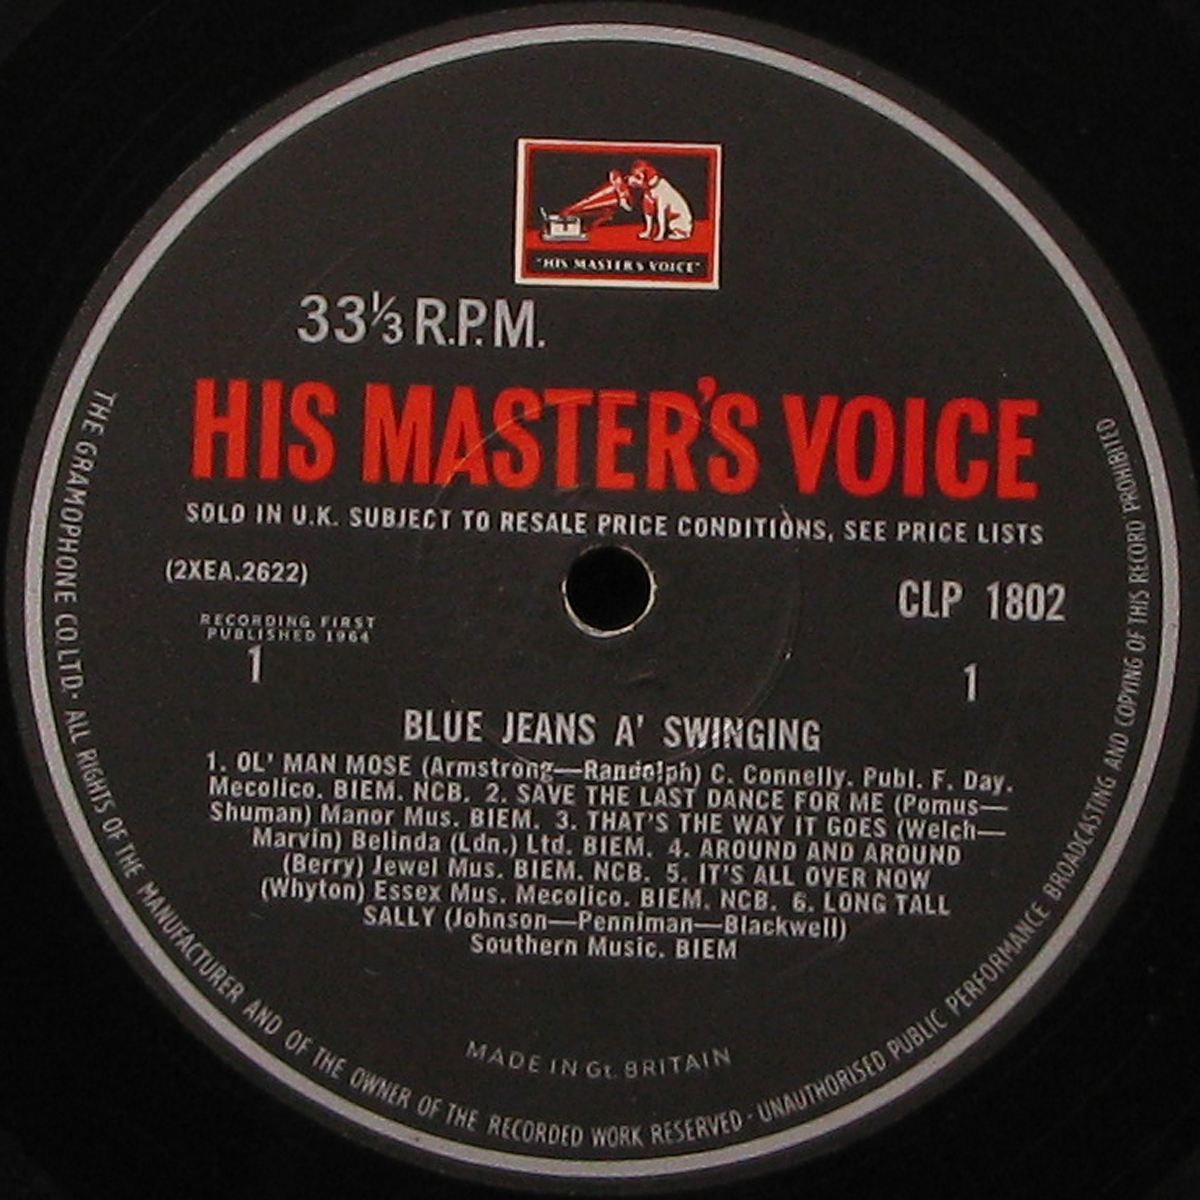 "HIS MASTER'S VOICE"
33⅓ R.P.M.
HIS MASTER'S VOICE
SOLD IN U.K. SUBJECT TO RESALE PRICE CONDITIONS, SEE PRICE LISTS
(2XEA.2622)
CLP 1802
RECORDING FIRST
PUBLISHED 1964
1
1
BLUE JEANS A' SWINGING
1. OL' MAN MOSE (Armstrong—Randolph) C. Connelly. Publ. F. Day.
Mecolico. BIEM. NCB. 2. SAVE THE LAST DANCE FOR ME (Pomus—
Shuman) Manor Mus. BIEM. 3. THAT'S THE WAY IT GOES (Welch—
Marvin) Belinda (Ldn.) Ltd. BIEM. 4. AROUND AND AROUND
(Berry) Jewel Mus. BIEM. NCB. 5. IT'S ALL OVER NOW
(Whyton) Essex Mus. Mecolico. BIEM. NCB. 6. LONG TALL
SALLY (Johnson—Penniman—Blackwell)
Southern Music. BIEM
MADE IN Gt. BRITAIN
THE GRAMOPHONE CO. LTD. · ALL RIGHTS OF THE MANUFACTURER AND OF THE OWNER OF THE RECORDED WORK RESERVED · UNAUTHORISED PUBLIC PERFORMANCE BROADCASTING AND COPYING OF THIS RECORD PROHIBITED